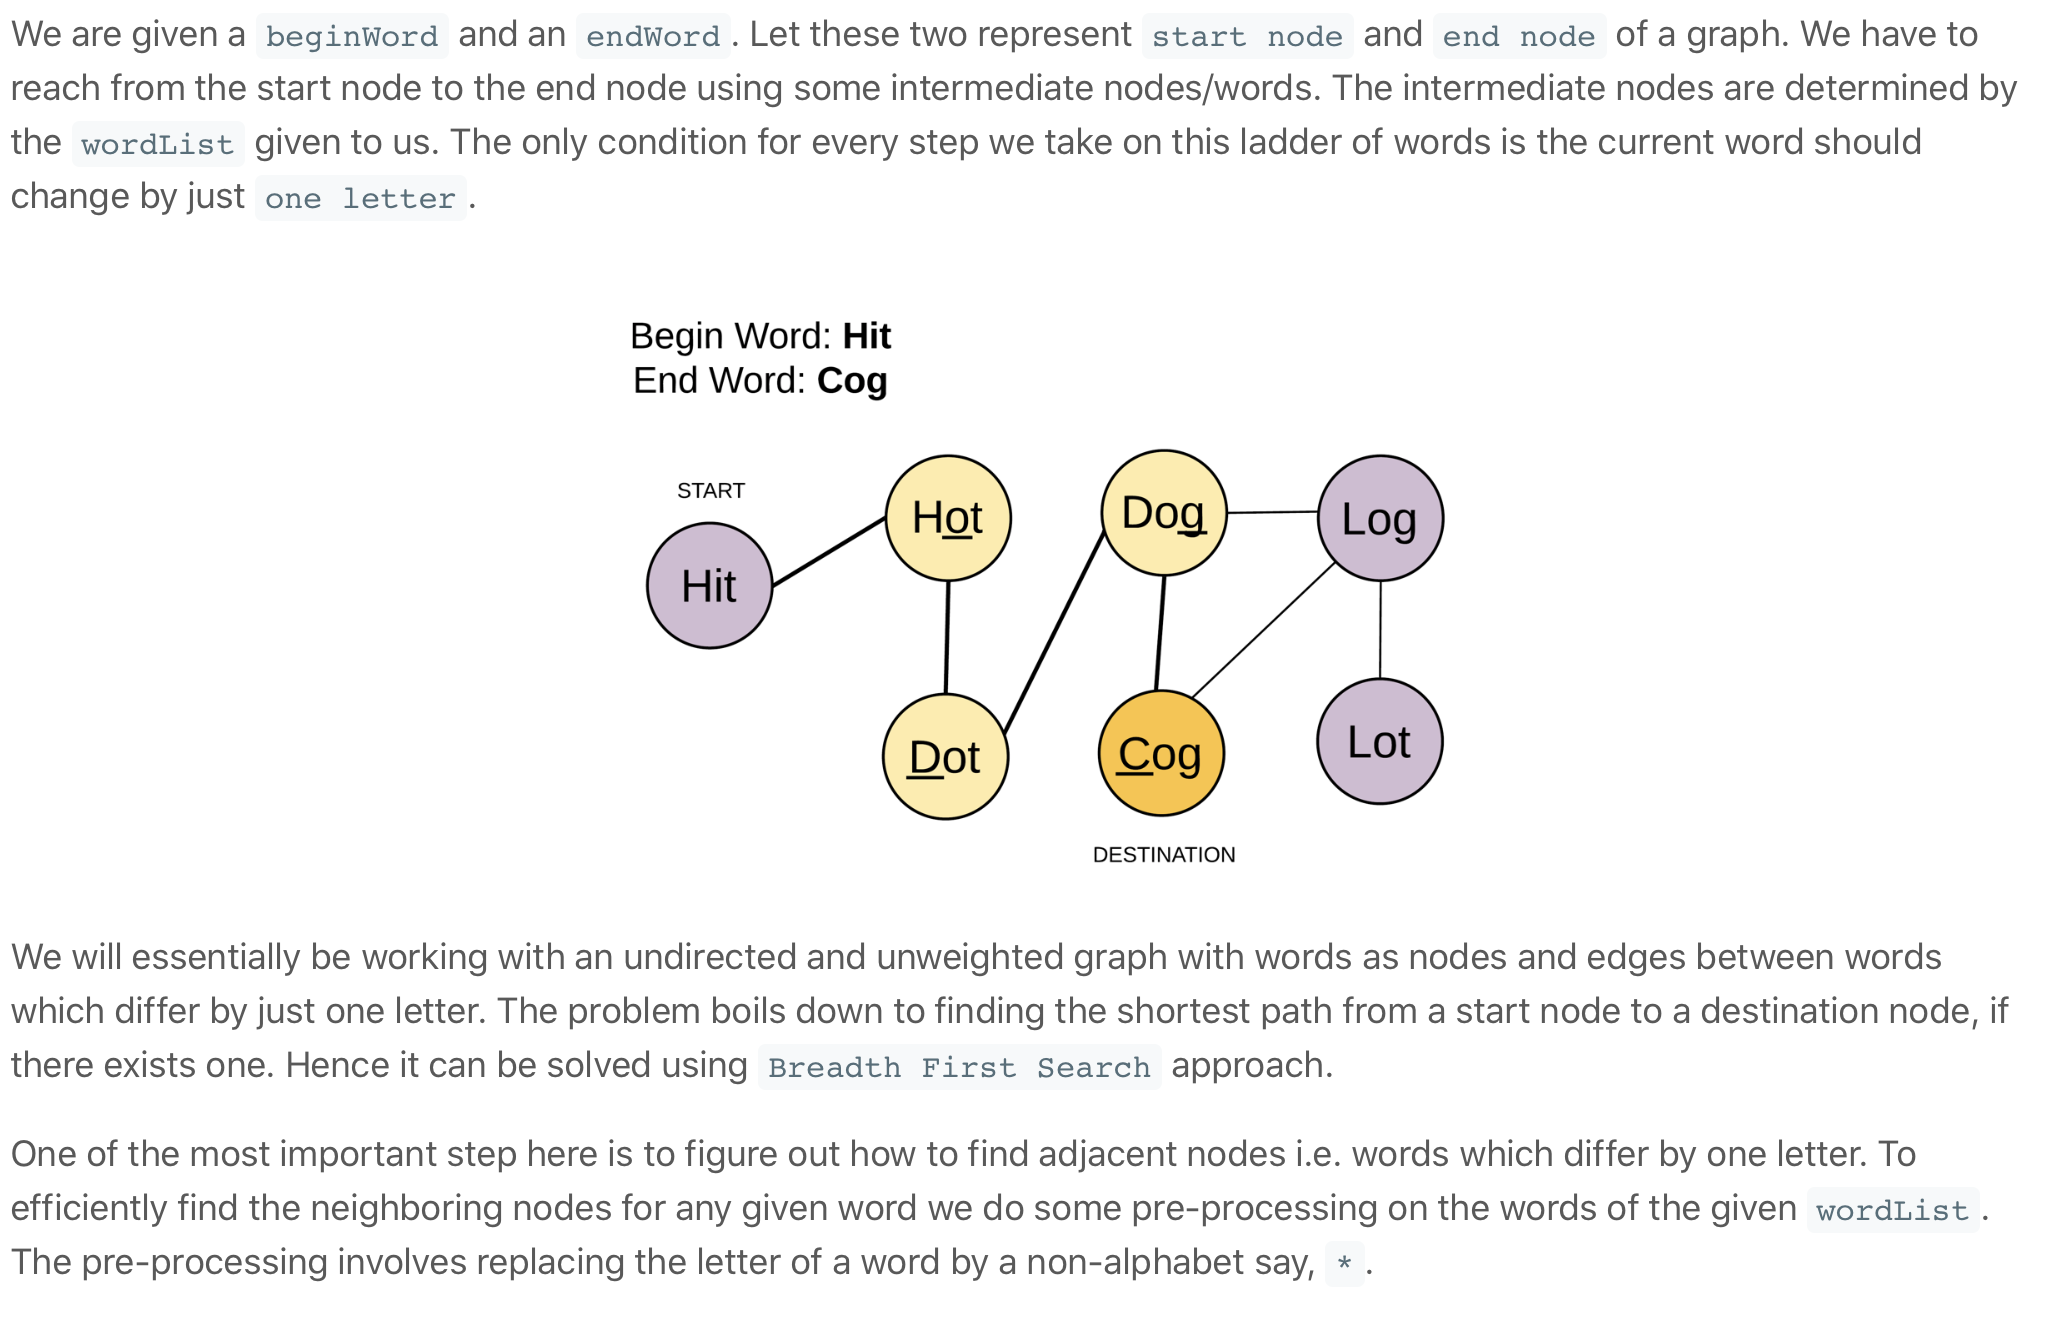 We are given a beginWord and an endWord. Let these two represent start node and end node of a graph. We have to
reach from the start node to the end node using some intermediate nodes/words. The intermediate nodes are determined by
the wordList given to us. The only condition for every step we take on this ladder of words is the current word should
change by just one letter.
Begin Word: Hit
End Word: Cog
START
Hit
Hot
Dot
Dog
Cog
Log
Lot
DESTINATION
We will essentially be working with an undirected and unweighted graph with words as nodes and edges between words
which differ by just one letter. The problem boils down to finding the shortest path from a start node to a destination node, if
there exists one. Hence it can be solved using Breadth First Search approach.
One of the most important step here is to figure out how to find adjacent nodes i.e. words which differ by one letter. To
efficiently find the neighboring nodes for any given word we do some pre-processing on the words of the given wordList.
The pre-processing involves replacing the letter of a word by a non-alphabet say, *.